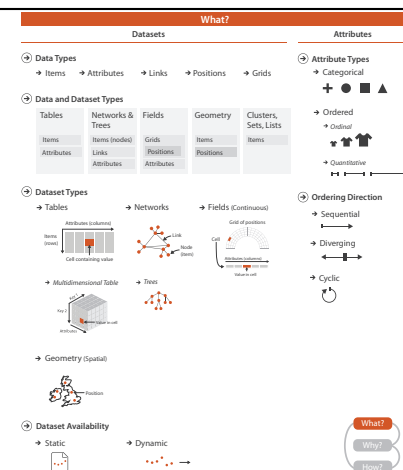 What?
Datasets
Attributes
Data Types
Items
Attributes
Links
Positions
Grids
Data and Dataset Types
Tables
Networks &
Trees
Fields
Geometry
Clusters,
Sets, Lists
Items
Items (nodes)
Grids
Items
Items
Attributes
Links
Positions
Positions
Attributes
Attributes
Dataset Types
Tables
Networks
Fields (Continuous)
Attributes (columns)
Items
(rows)
Cell containing value
Link
Node
(item)
Grid of positions
Cell
Attributes (columns)
Value in cell
Multidimensional Table
Trees
Key 1
Key 2
Value in cell
Attributes
Geometry (Spatial)
Position
Dataset Availability
Static
Dynamic
Attribute Types
Categorical
Ordered
Ordinal
Quantitative
Ordering Direction
Sequential
Diverging
Cyclic
What?
Why?
How?